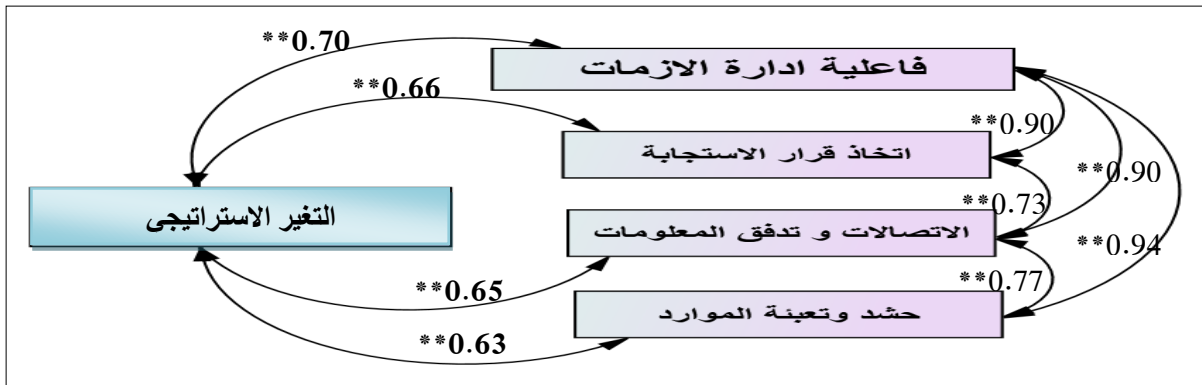 **0.70
فاعلية ادارة الازمات
**0.66
**0.90
اتخاذ قرار الاستجابة
**0.90
التغير الاستراتيجي
**0.73
الاتصالات و تدفق المعلومات
**0.94
**0.65
**0.77
حشد وتعبئة الموارد
**0.63